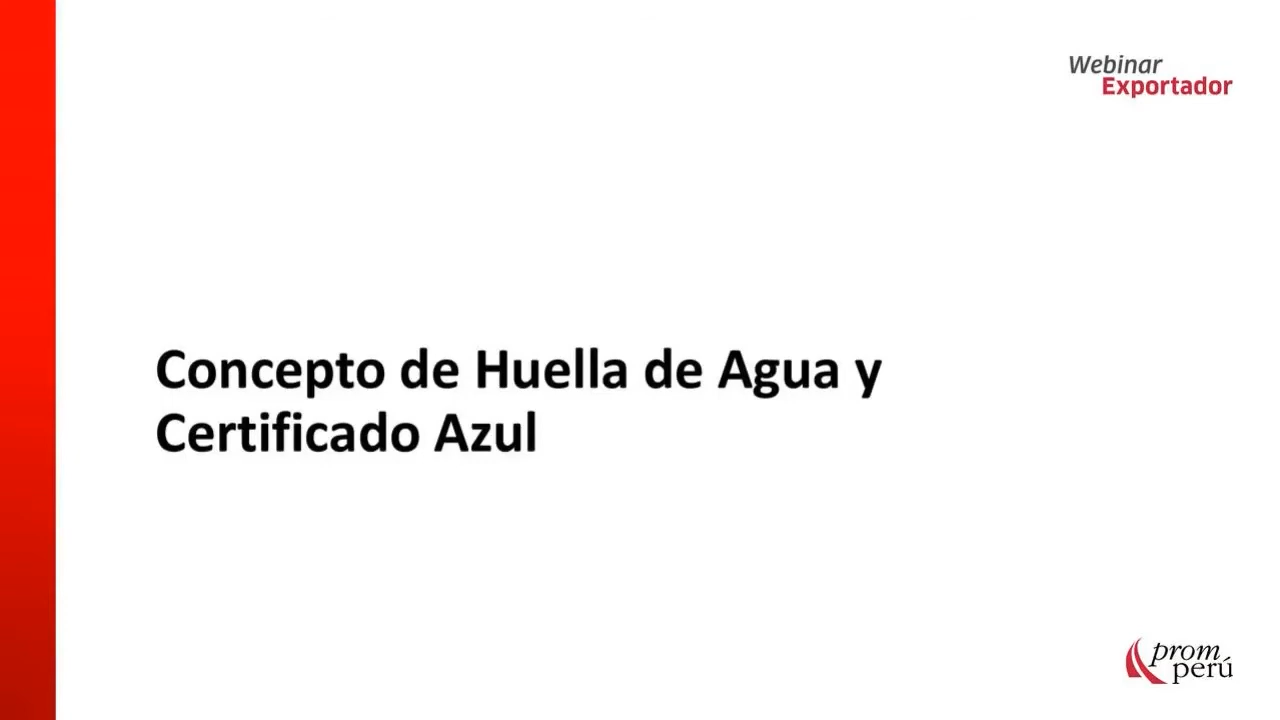 Webinar
Exportador
Concepto de Huella de Agua y
Certificado Azul
prom
perú